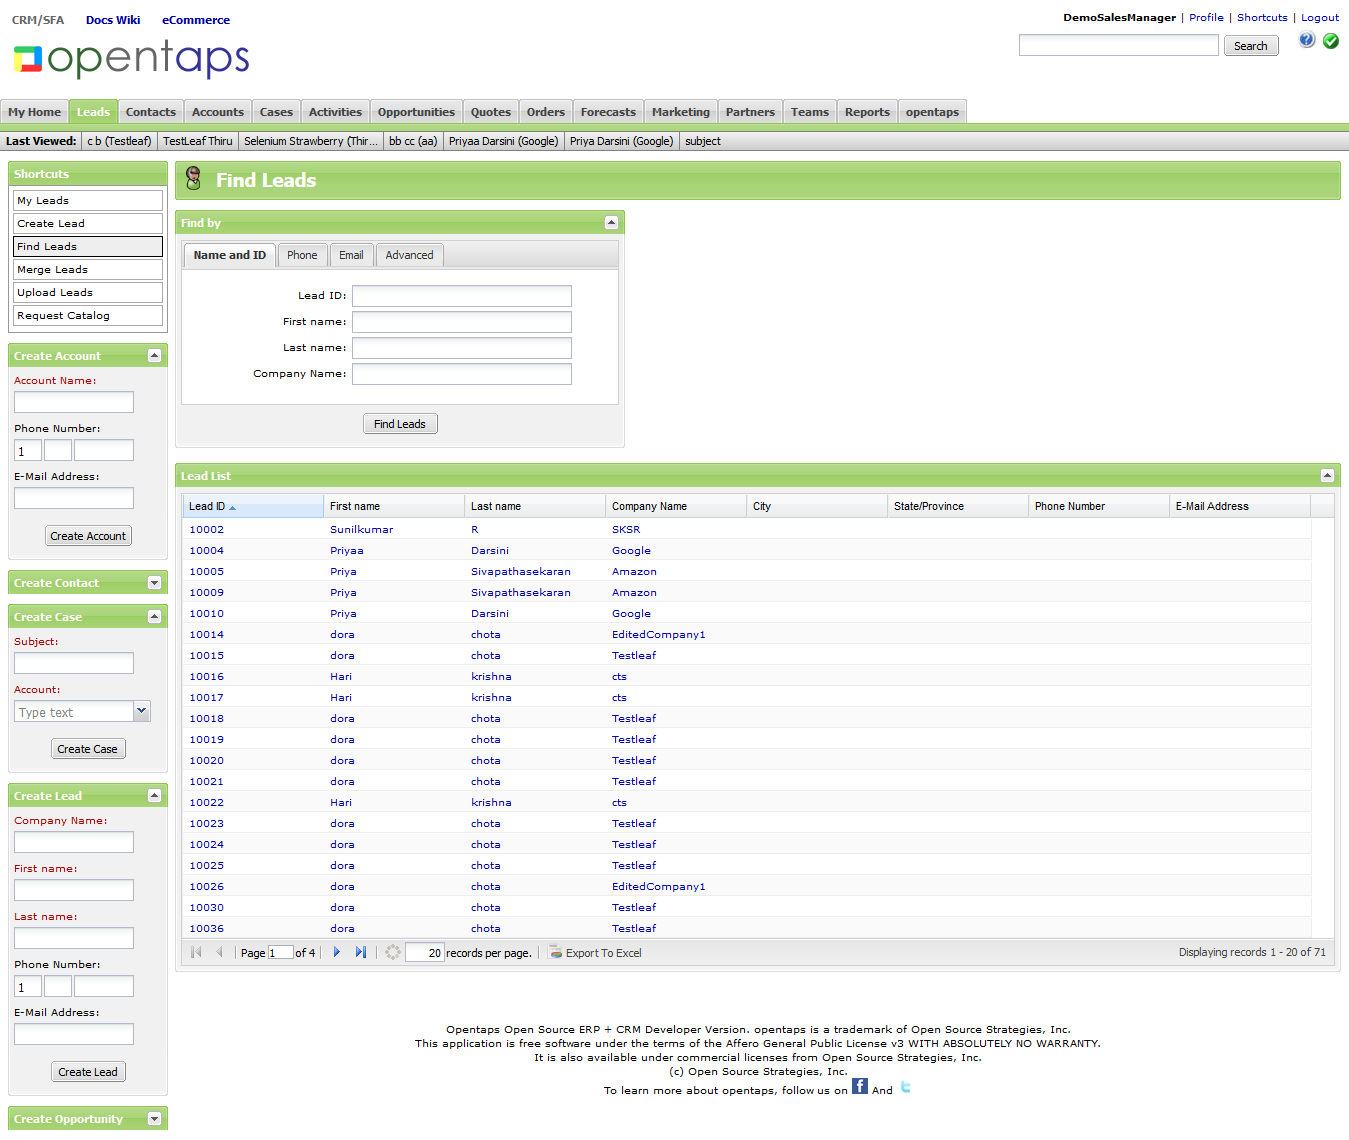 CRM/SFA Docs Wiki eCommerce
DemoSalesManager | Profile | Shortcuts | Logout
opentaps
Search
My Home Leads Contacts Accounts Cases Activities Opportunities Quotes Orders Forecasts Marketing Partners Teams Reports opentaps
Last Viewed: c b (Testleaf) TestLeaf Thiru Selenium Strawberry (Thir... bb cc (aa) Priyaa Darsini (Google) Priya Darsini (Google) subject
Shortcuts
My Leads
Create Lead
Find Leads
Merge Leads
Upload Leads
Request Catalog
Create Account
Account Name:
Phone Number:
1
E-Mail Address:
Create Account
Create Contact
Create Case
Subject:
Account:
Type text
Create Case
Create Lead
Company Name:
First name:
Last name:
Phone Number:
1
E-Mail Address:
Create Lead
Create Opportunity
Find Leads
Find by
Name and ID Phone Email Advanced
Lead ID:
First name:
Last name:
Company Name:
Find Leads
Lead List
Lead ID First name Last name Company Name City State/Province Phone Number E-Mail Address
10002 Sunilkumar R SKSR
10004 Priyaa Darsini Google
10005 Priya Sivapathasekaran Amazon
10009 Priya Sivapathasekaran Amazon
10010 Priya Darsini Google
10014 dora chota EditedCompany1
10015 dora chota Testleaf
10016 Hari krishna cts
10017 Hari krishna cts
10018 dora chota Testleaf
10019 dora chota Testleaf
10020 dora chota Testleaf
10021 dora chota Testleaf
10022 Hari krishna cts
10023 dora chota Testleaf
10024 dora chota Testleaf
10025 dora chota Testleaf
10026 dora chota EditedCompany1
10030 dora chota Testleaf
10036 dora chota Testleaf
Page 1 of 4 20 records per page. Export To Excel Displaying records 1 - 20 of 71
Opentaps Open Source ERP + CRM Developer Version. opentaps is a trademark of Open Source Strategies, Inc.
This application is free software under the terms of the Affero General Public License v3 WITH ABSOLUTELY NO WARRANTY.
It is also available under commercial licenses from Open Source Strategies, Inc.
(c) Open Source Strategies, Inc.
To learn more about opentaps, follow us on f And t